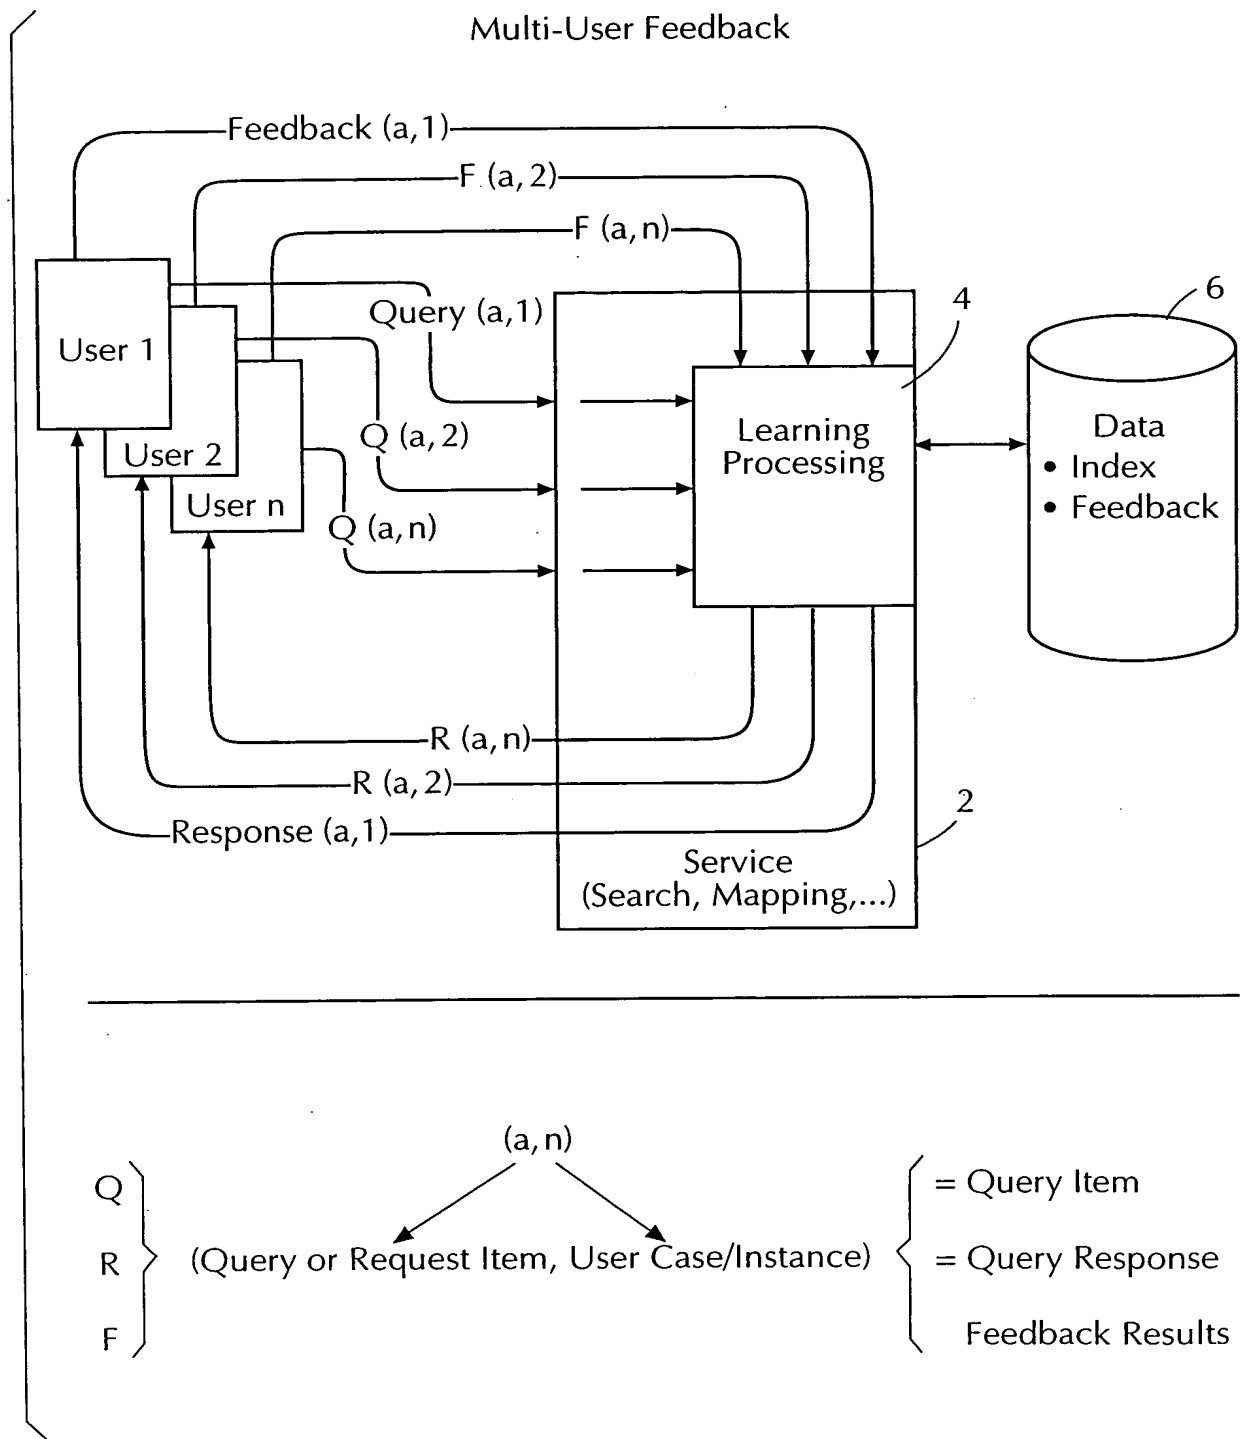 Multi-User Feedback
Feedback (a,1)
F (a, 2)
F (a, n)
Query (a,1)
4
6
User 1
Q (a, 2)
User 2
User n
Q (a, n)
Learning
Processing
Data
• Index
• Feedback
R (a, n)
R (a, 2)
Response (a,1)
2
Service
(Search, Mapping,...)
(a, n)
Q
R
F
(Query or Request Item, User Case/Instance)
= Query Item
= Query Response
Feedback Results